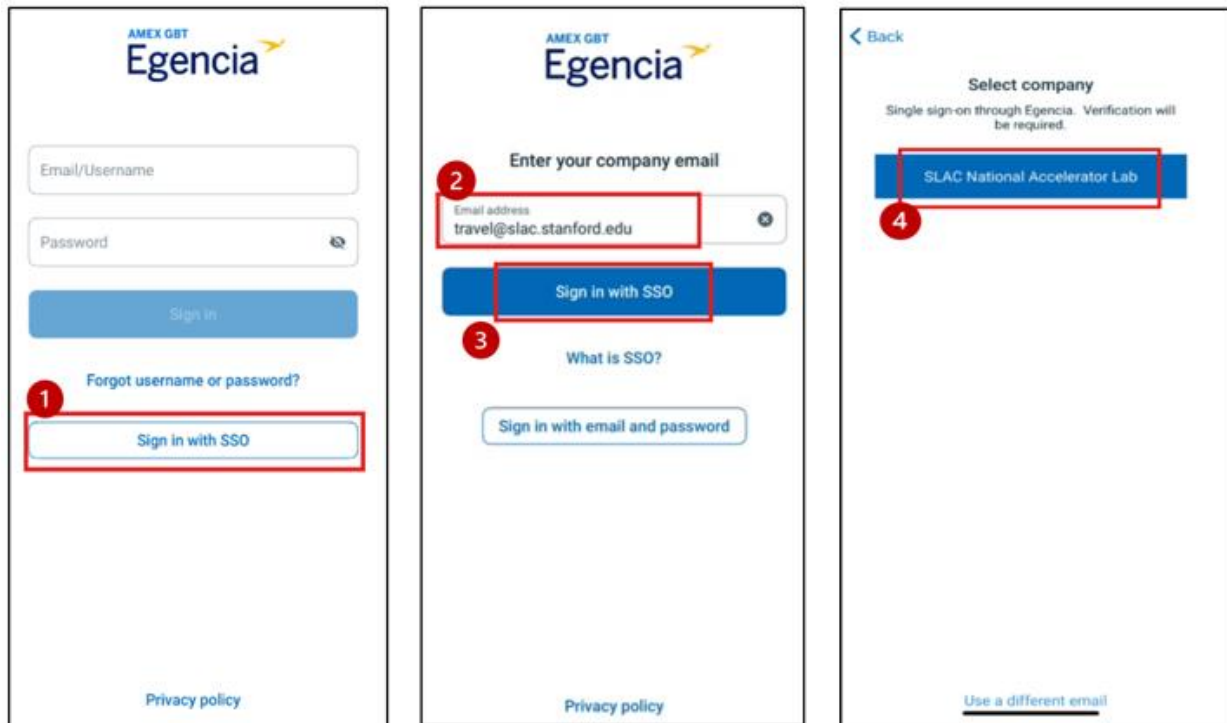 AMEX GBT
Egencia
Email/Username
Password
Sign in
Forgot username or password?
1
Sign in with SSO
Privacy policy
AMEX GBT
Egencia
Enter your company email
2
Email address
travel@slac.stanford.edu
Sign in with SSO
3
What is SSO?
Sign in with email and password
Privacy policy
Back
Select company
Single sign-on through Egencia. Verification will
be required.
SLAC National Accelerator Lab
4
Use a different email